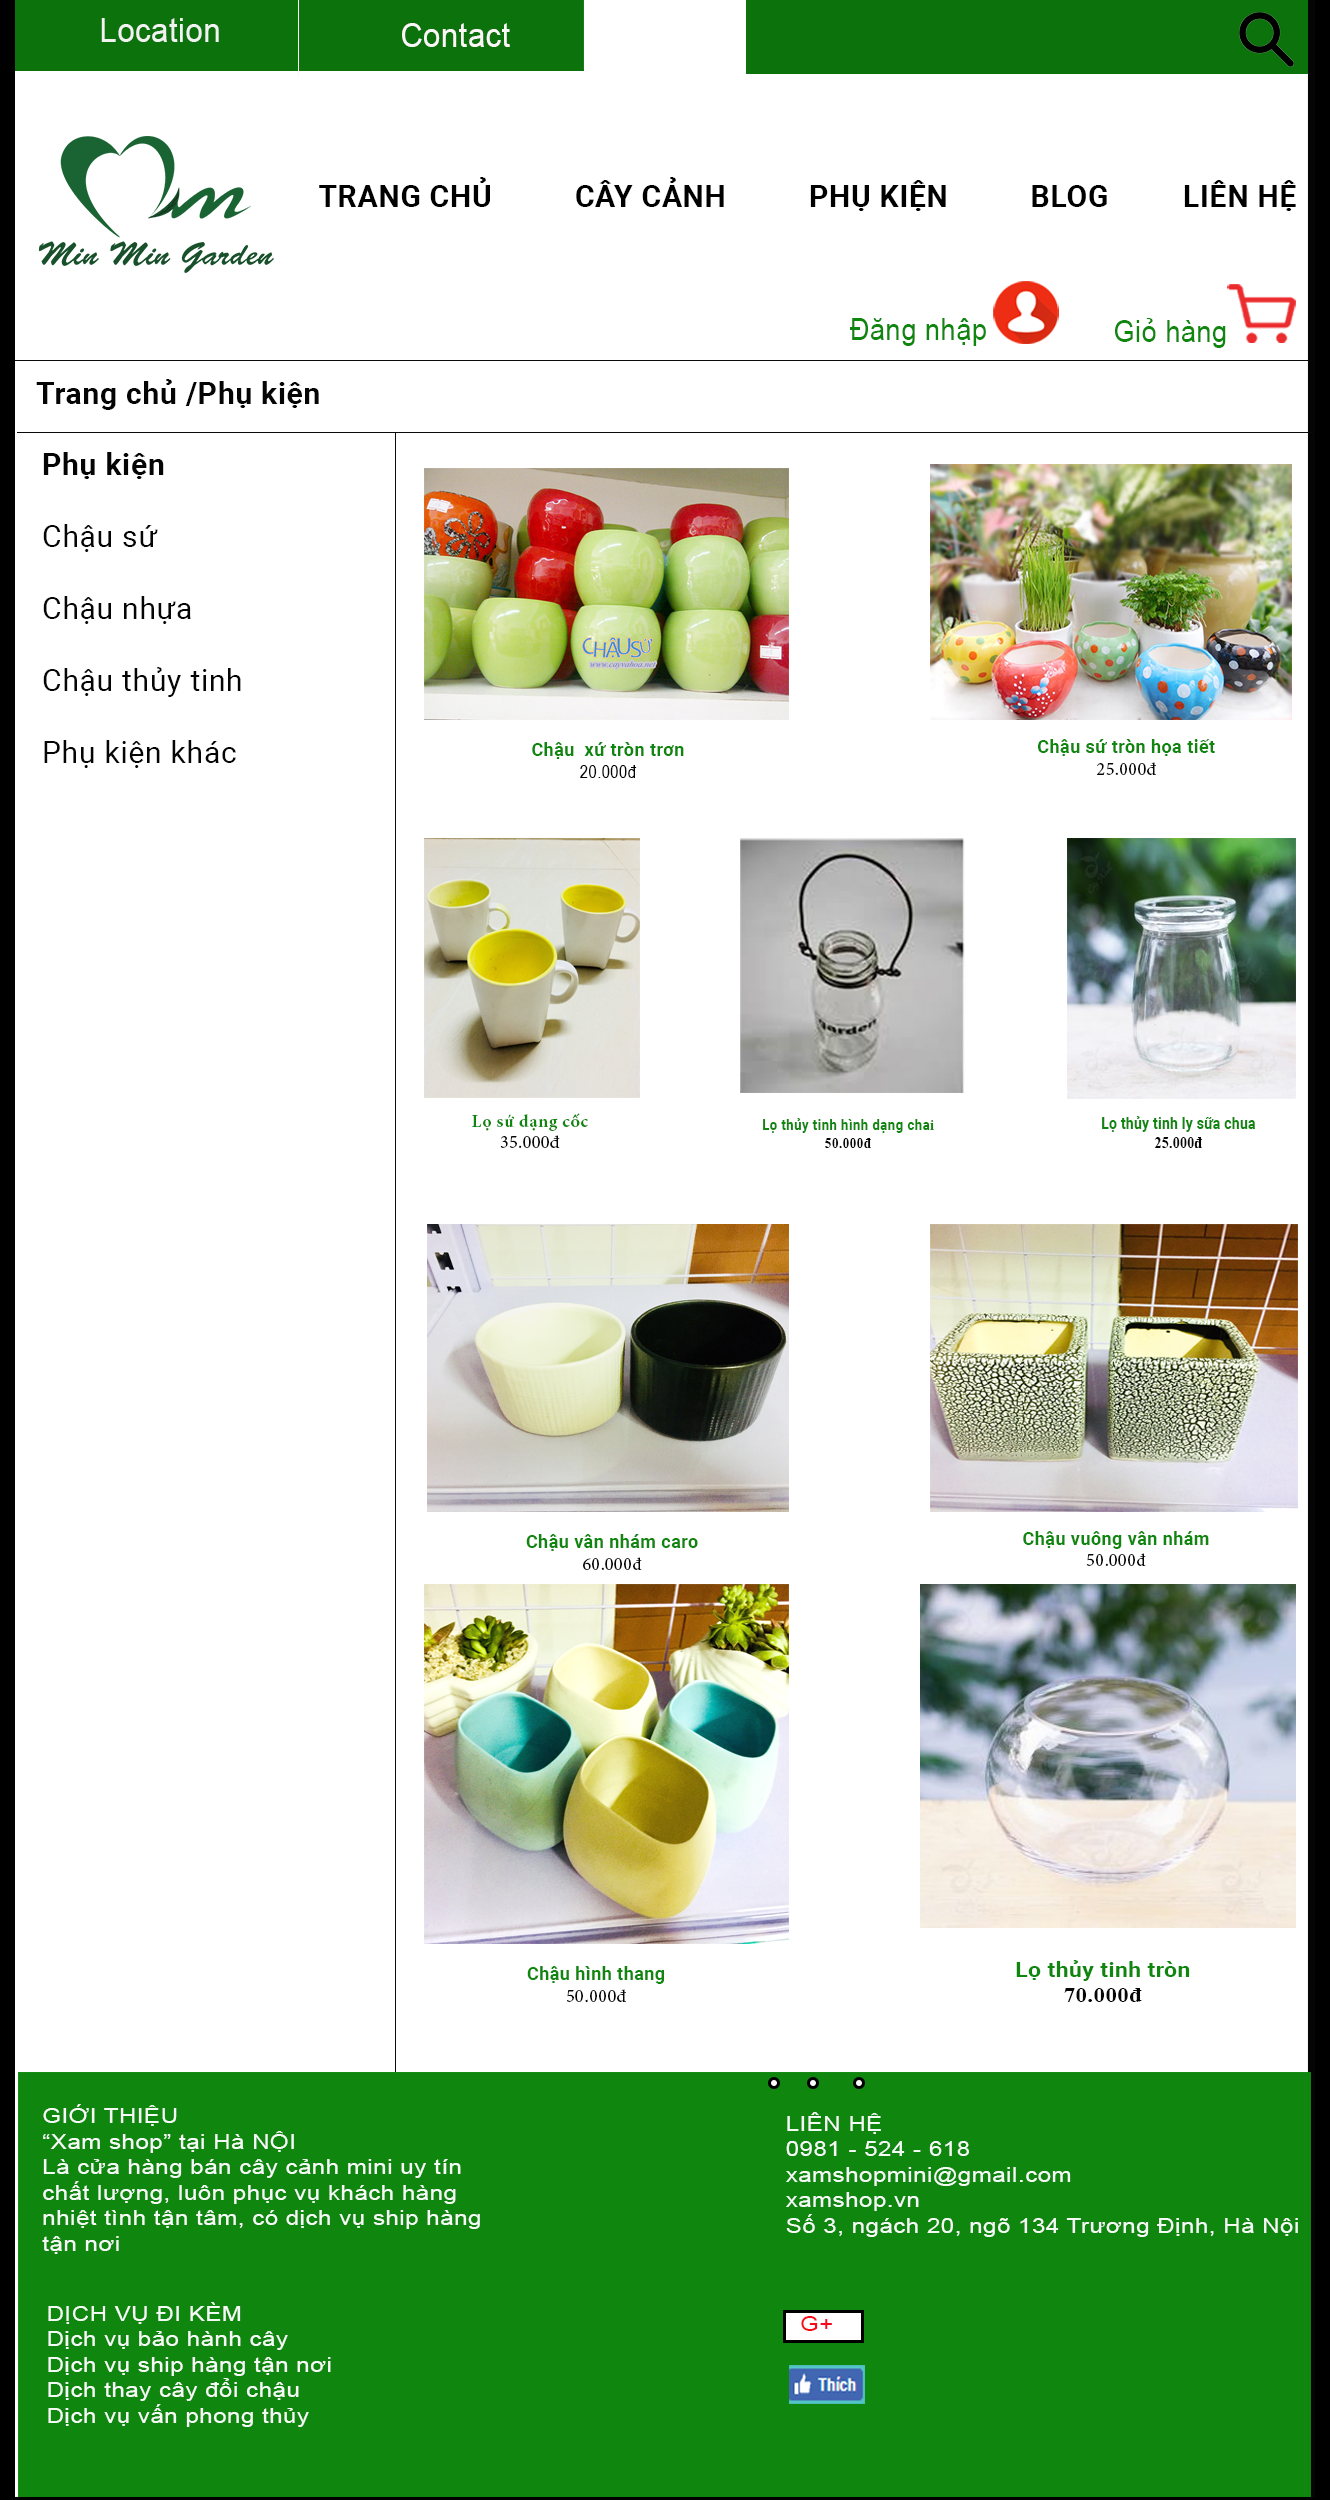 Location
Contact
Min Min Garden
TRANG CHỦ
CÂY CẢNH
PHỤ KIỆN
BLOG
LIÊN HỆ
Đăng nhập
Giỏ hàng
Trang chủ /Phụ kiện
Phụ kiện
Chậu sứ
Chậu nhựa
Chậu thủy tinh
Phụ kiện khác
CHẬU SỨ
www.cayvahoa.net
Chậu  xứ tròn trơn
20.000đ
Chậu sứ tròn họa tiết
25.000đ
garden
Lọ sứ dạng cốc
35.000đ
Lọ thủy tinh hình dạng chai
50.000đ
Lọ thủy tinh ly sữa chua
25.000đ
Chậu vân nhám caro
60.000đ
Chậu vuông vân nhám
50.000đ
Chậu hình thang
50.000đ
Lọ thủy tinh tròn
70.000đ
GIỚI THIỆU
“Xam shop” tại Hà NỘI
Là cửa hàng bán cây cảnh mini uy tín
chất lượng, luôn phục vụ khách hàng
nhiệt tình tận tâm, có dịch vụ ship hàng
tận nơi
DỊCH VỤ ĐI KÈM
Dịch vụ bảo hành cây
Dịch vụ ship hàng tận nơi
Dịch thay cây đổi chậu
Dịch vụ vấn phong thủy
LIÊN HỆ
0981 - 524 - 618
xamshopmini@gmail.com
xamshop.vn
Số 3, ngách 20, ngõ 134 Trương Định, Hà Nội
G+
Thích